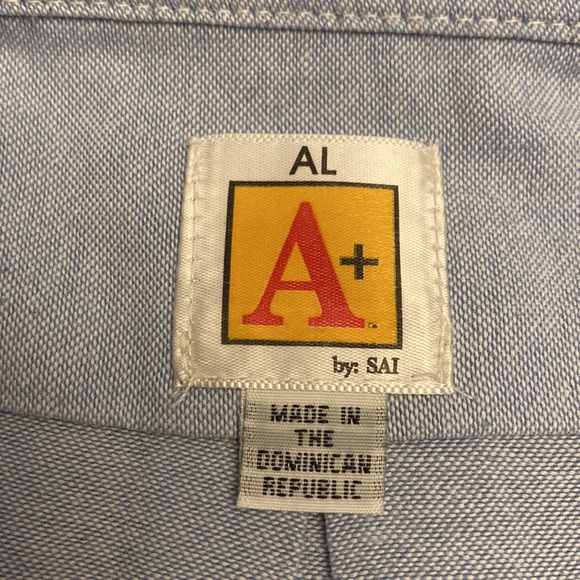 AL
A+
by: SAI
MADE IN
THE
DOMINICAN
REPUBLIC